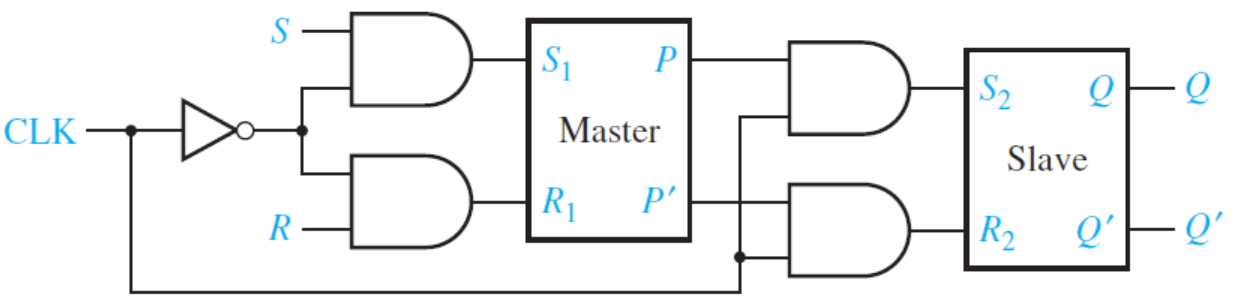 S
CLK
R
S₁ P
Master
R₁ P′
S₂ Q
Slave
R₂ Q′
Q
Q′